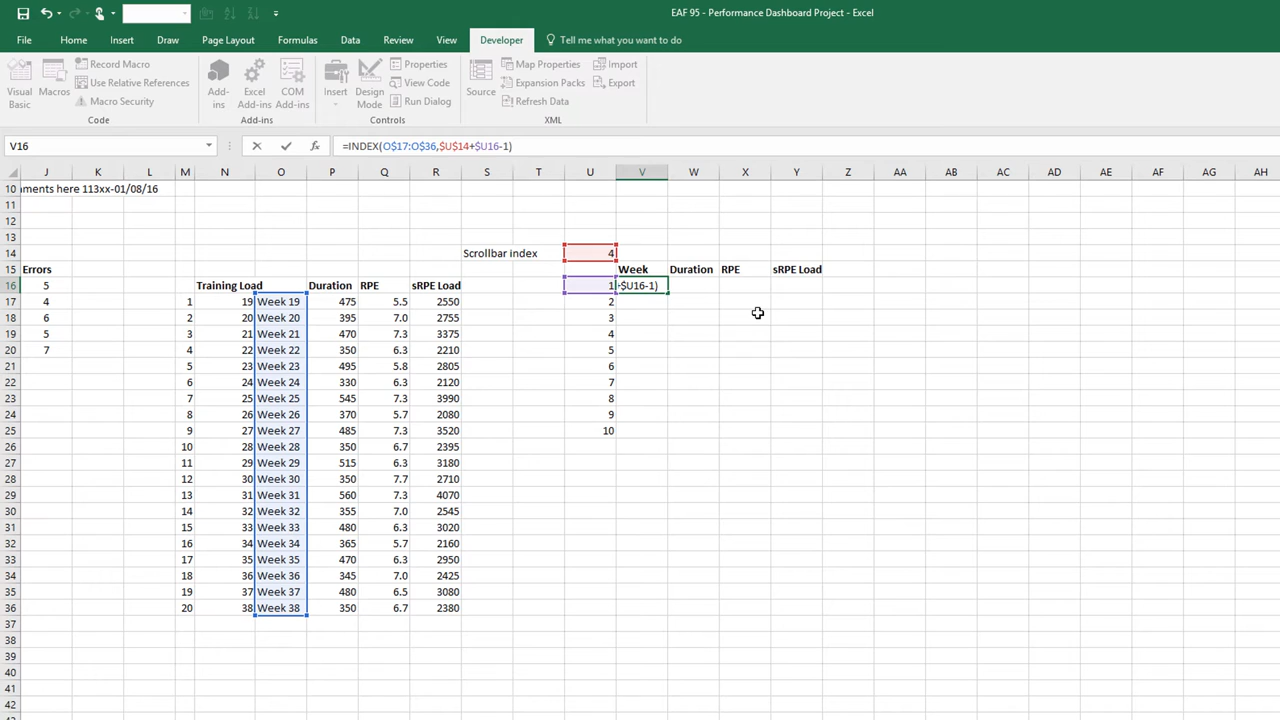 EAF 95 - Performance Dashboard Project - Excel
File Home Insert Draw Page Layout Formulas Data Review View Developer Tell me what you want to do
Visual Basic
Macros
Record Macro
Use Relative References
Macro Security
Code
Add-ins
Excel Add-ins
COM Add-ins
Add-ins
Insert
Design Mode
Properties
View Code
Run Dialog
Controls
Source
Map Properties
Expansion Packs
Refresh Data
Import
Export
XML
V16 fx =INDEX(O$17:O$36,$U$14+$U16-1)
J K L M N O P Q R S T U V W X Y Z AA AB AC AD AE AF AG AH
10 nments here 113xx-01/08/16
11
12
13
14 Scrollbar index 4
15 Errors Week Duration RPE sRPE Load
16 5 Training Load Duration RPE sRPE Load 1 +$U16-1)
17 4 1 19 Week 19 475 5.5 2550 2
18 6 2 20 Week 20 395 7.0 2755 3
19 5 3 21 Week 21 470 7.3 3375 4
20 7 4 22 Week 22 350 6.3 2210 5
21 5 23 Week 23 495 5.8 2805 6
22 6 24 Week 24 330 6.3 2120 7
23 7 25 Week 25 545 7.3 3990 8
24 8 26 Week 26 370 5.7 2080 9
25 9 27 Week 27 485 7.3 3520 10
26 10 28 Week 28 350 6.7 2395
27 11 29 Week 29 515 6.3 3180
28 12 30 Week 30 350 7.7 2710
29 13 31 Week 31 560 7.3 4070
30 14 32 Week 32 355 7.0 2545
31 15 33 Week 33 480 6.3 3020
32 16 34 Week 34 365 5.7 2160
33 17 35 Week 35 470 6.3 2950
34 18 36 Week 36 345 7.0 2425
35 19 37 Week 37 480 6.5 3080
36 20 38 Week 38 350 6.7 2380
37
38
39
40
41
42